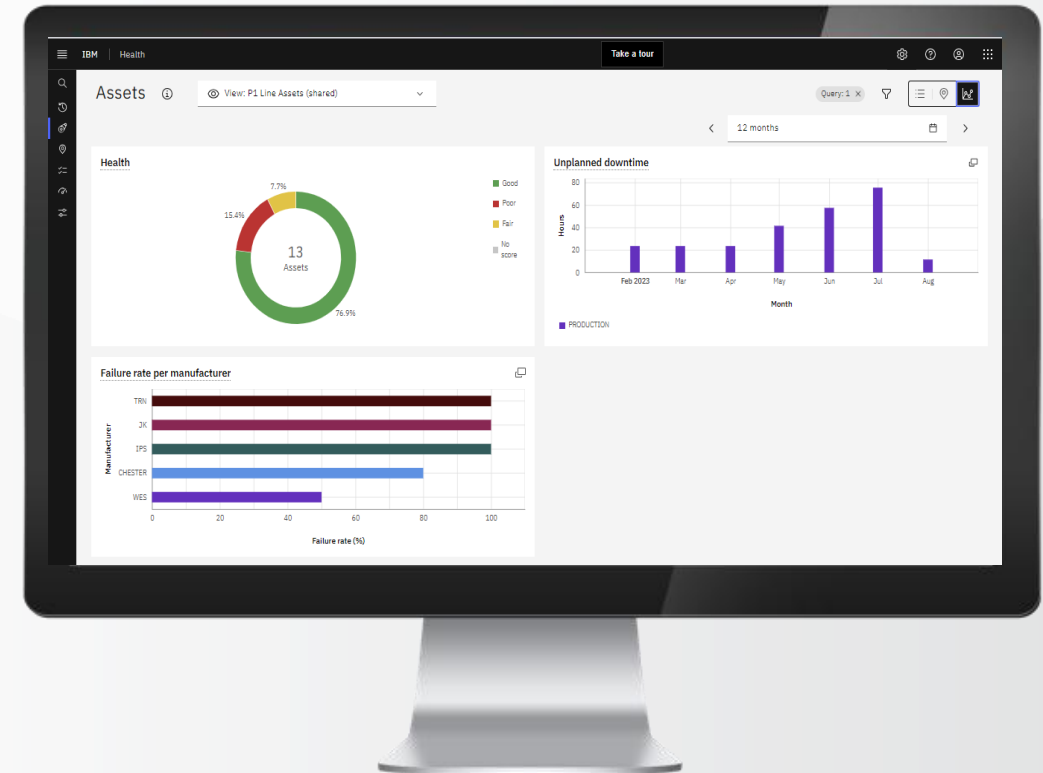 IBM Health Take a tour
Assets View: P1 Line Assets (shared) Query: 1 ×
12 months
Health
7.7%
15.4%
13
Assets
76.9%
Good
Poor
Fair
No
score
Unplanned downtime
80
60
40
20
0
Hours
Feb 2023 Mar Apr May Jun Jul Aug
Month
PRODUCTION
Failure rate per manufacturer
Manufacturer
TRN
JK
IPS
CHESTER
WES
0 20 40 60 80 100
Failure rate (%)